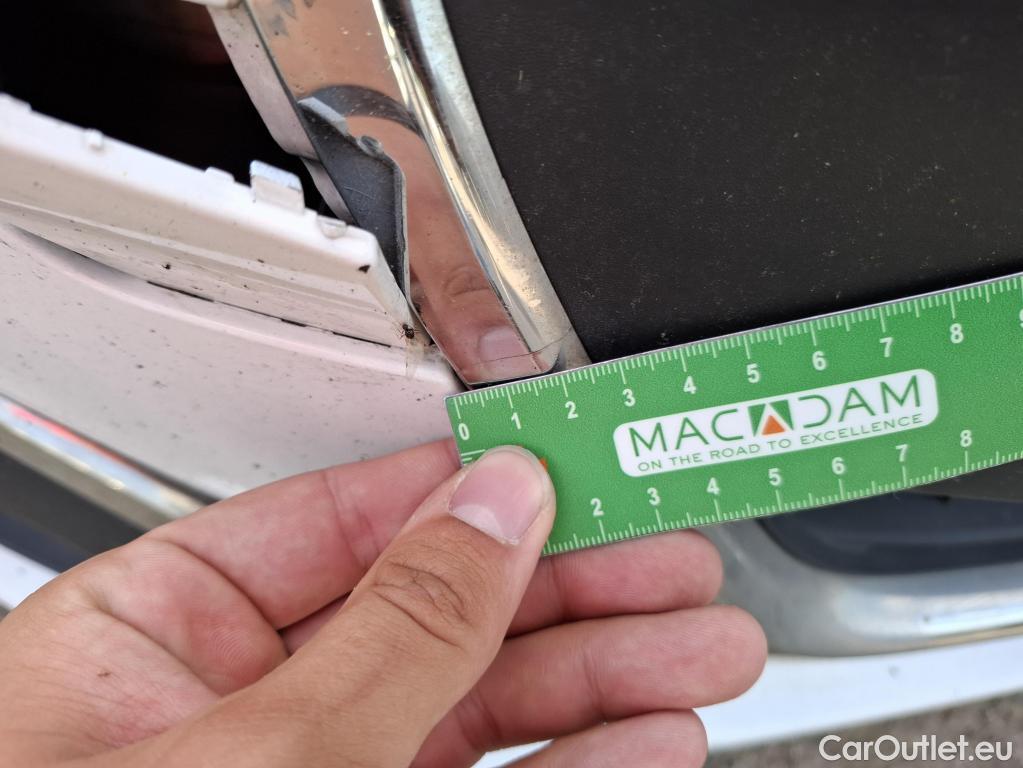 0 1 2 3 4 5 6 7 8 9
MACADAM
ON THE ROAD TO EXCELLENCE
2 3 4 5 6 7 8
CarOutlet.eu